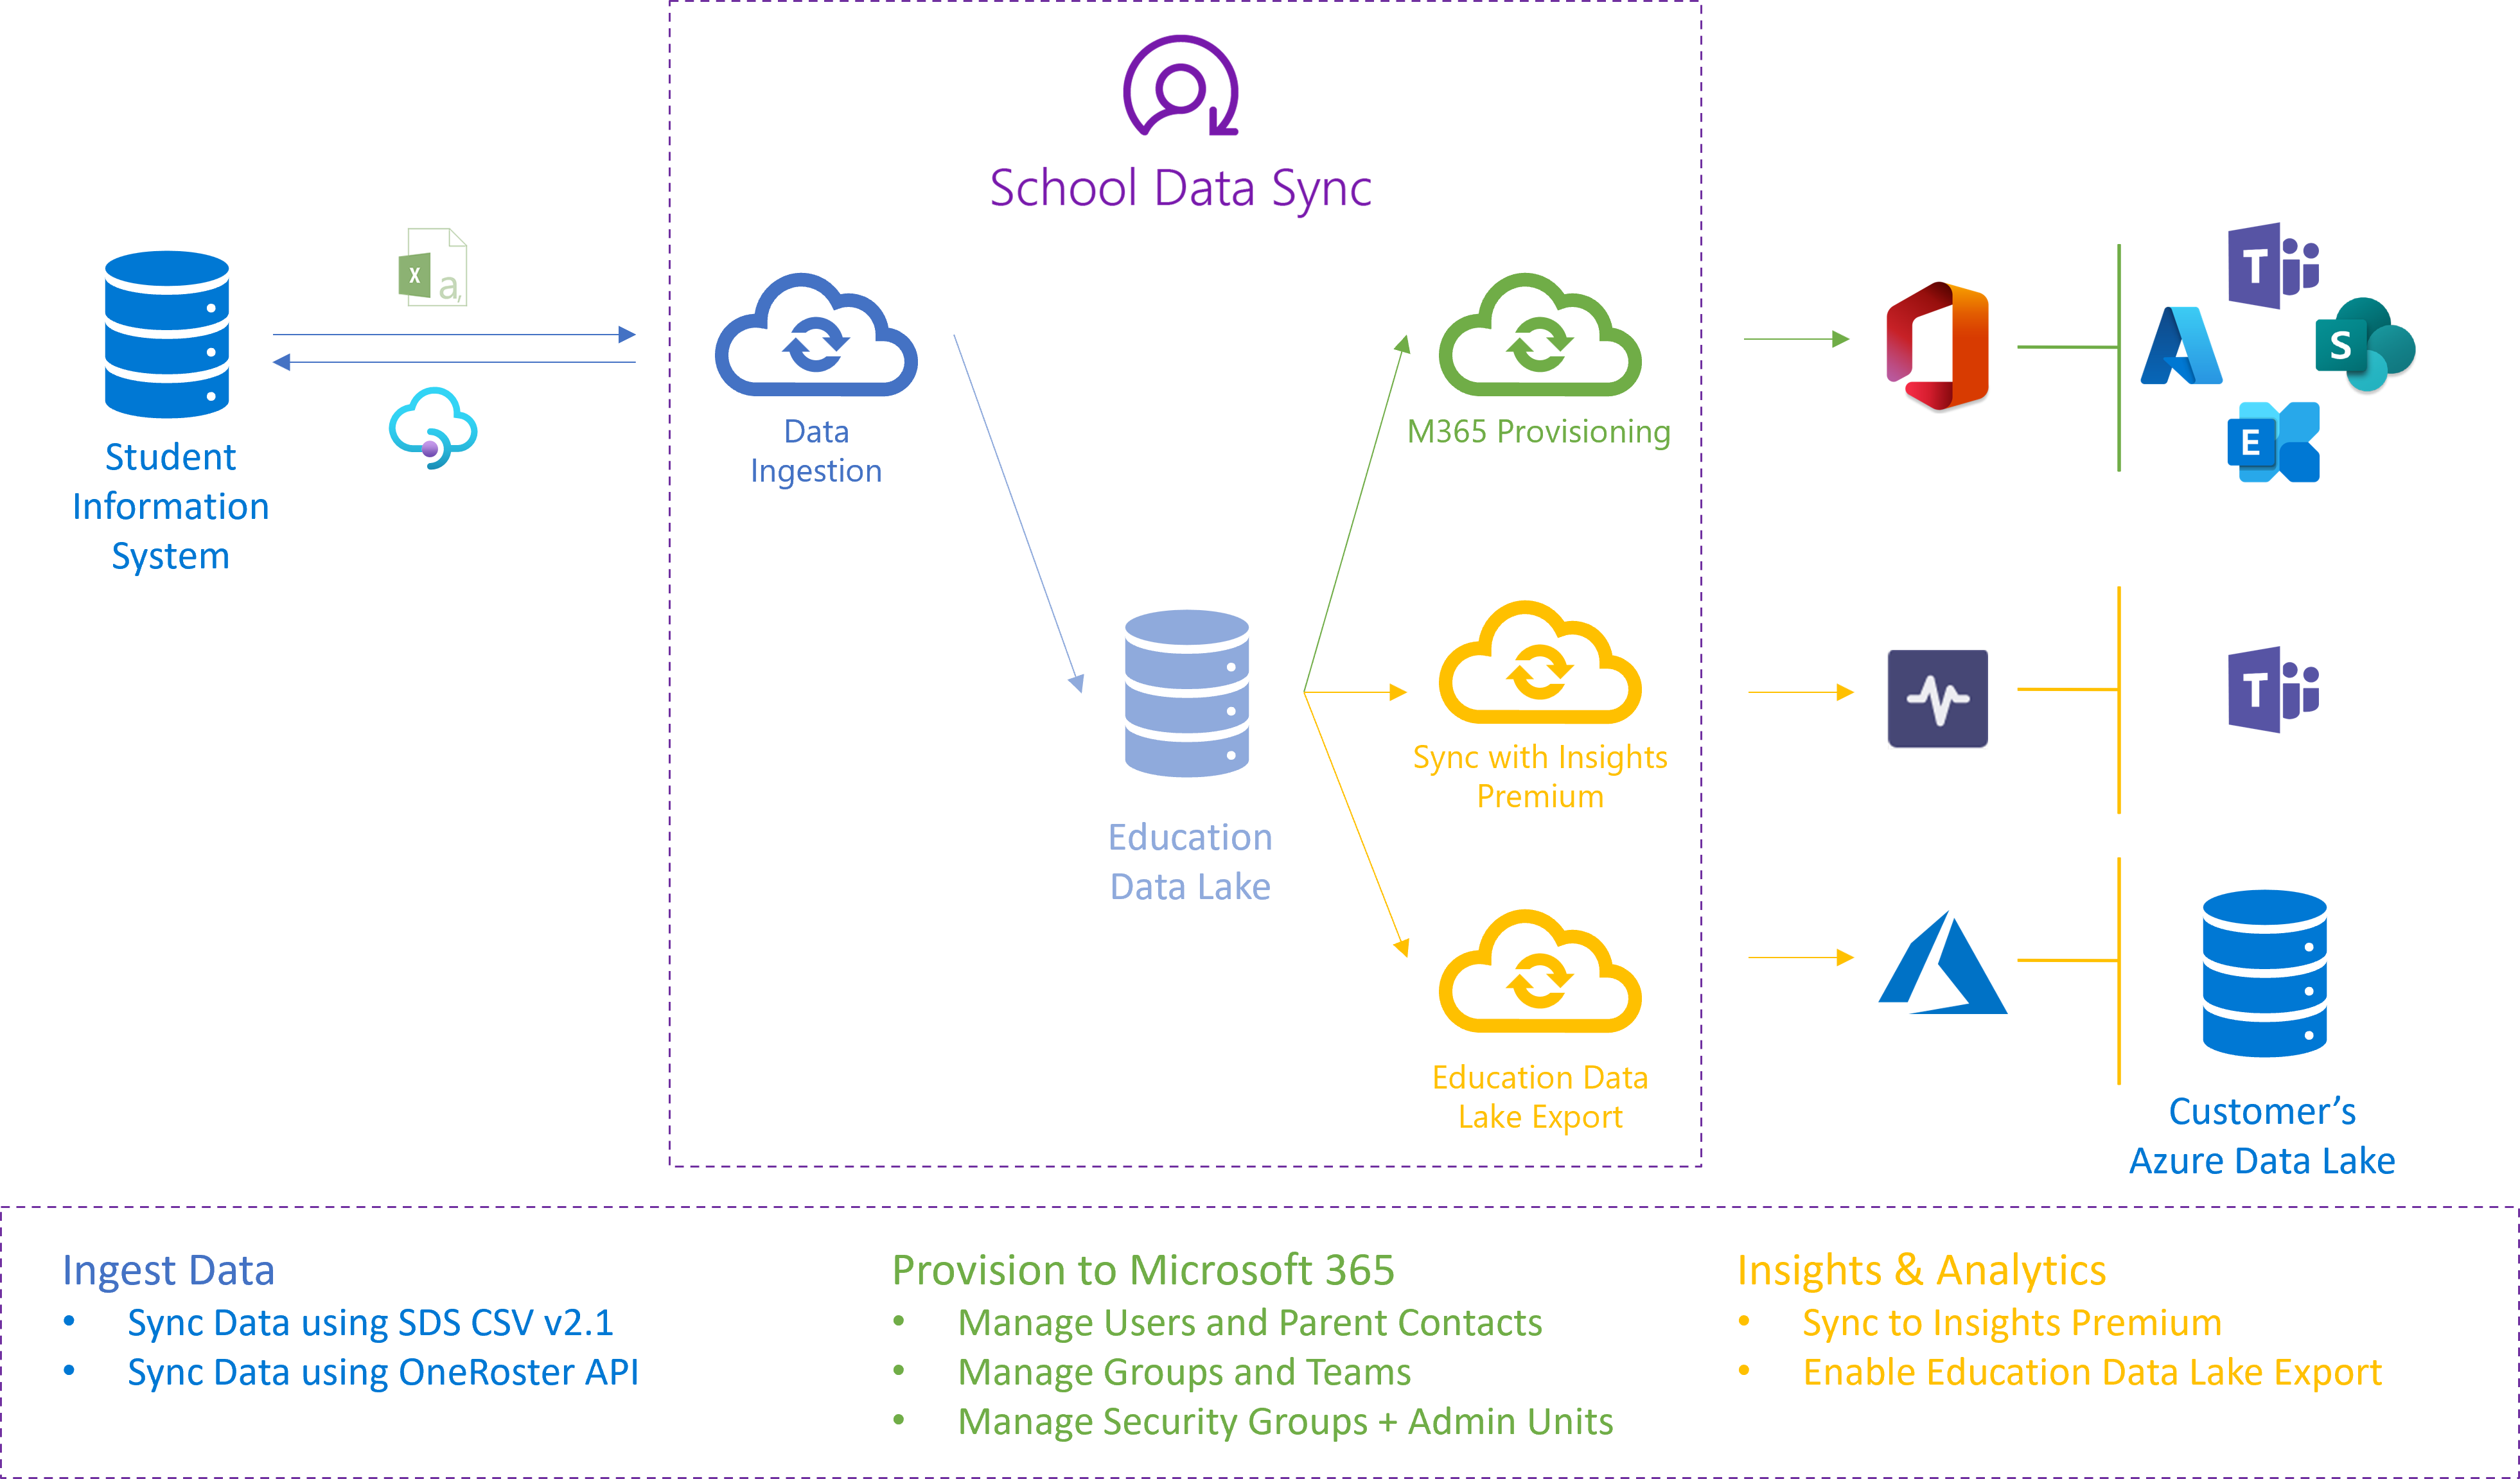 School Data Sync
X
a,
Student
Information
System
Data
Ingestion
M365 Provisioning
T
S
E
Education
Data Lake
Sync with Insights
Premium
T
Education Data
Lake Export
Customer’s
Azure Data Lake
Ingest Data
• Sync Data using SDS CSV v2.1
• Sync Data using OneRoster API
Provision to Microsoft 365
• Manage Users and Parent Contacts
• Manage Groups and Teams
• Manage Security Groups + Admin Units
Insights & Analytics
• Sync to Insights Premium
• Enable Education Data Lake Export